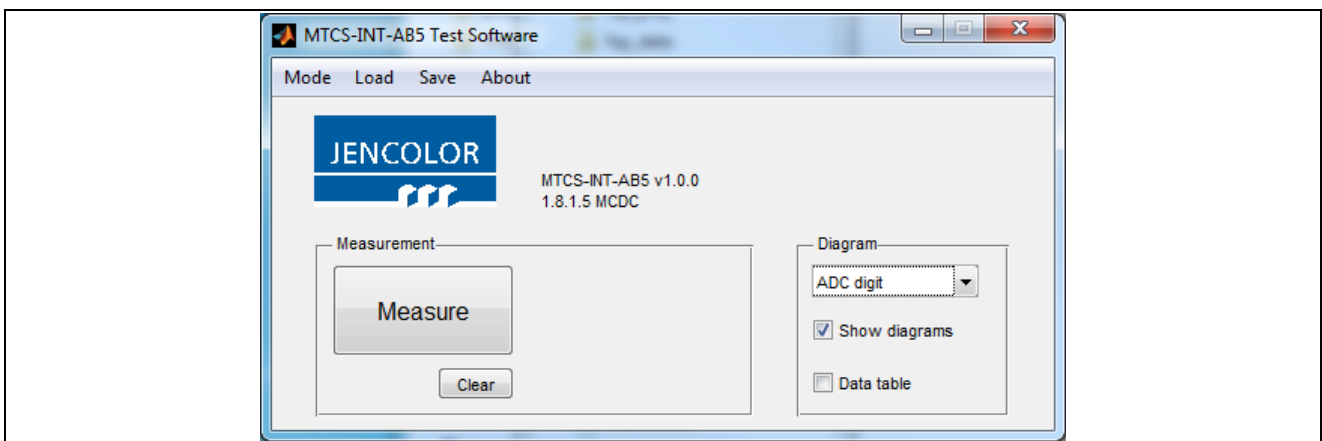 MTCS-INT-AB5 Test Software
Mode Load Save About
JENCOLOR
MTCS-INT-AB5 v1.0.0
1.8.1.5 MCDC
Measurement
Measure
Clear
Diagram
ADC digit
Show diagrams
Data table